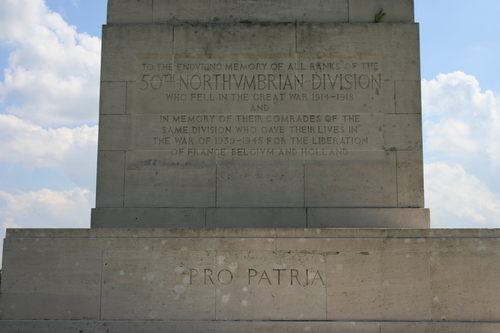 TO THE ENDURING MEMORY OF ALL RANKS OF THE
50TH NORTHVMBRIAN DIVISION
WHO FELL IN THE GREAT WAR 1914-1918
AND
IN MEMORY OF THEIR COMRADES OF THE
SAME DIVISION WHO GAVE THEIR LIVES IN
THE WAR OF 1939-1945 FOR THE LIBERATION
OF FRANCE BELGIVM AND HOLLAND
PRO PATRIA